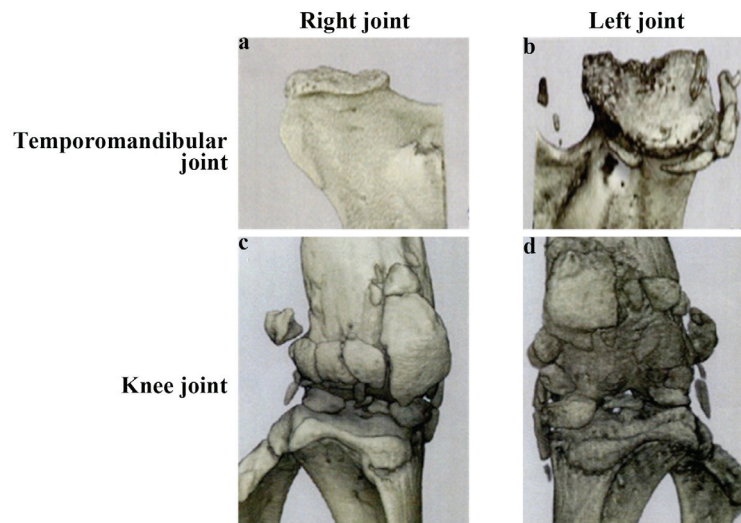 Right joint
Left joint
a
b
Temporomandibular
joint
c
d
Knee joint